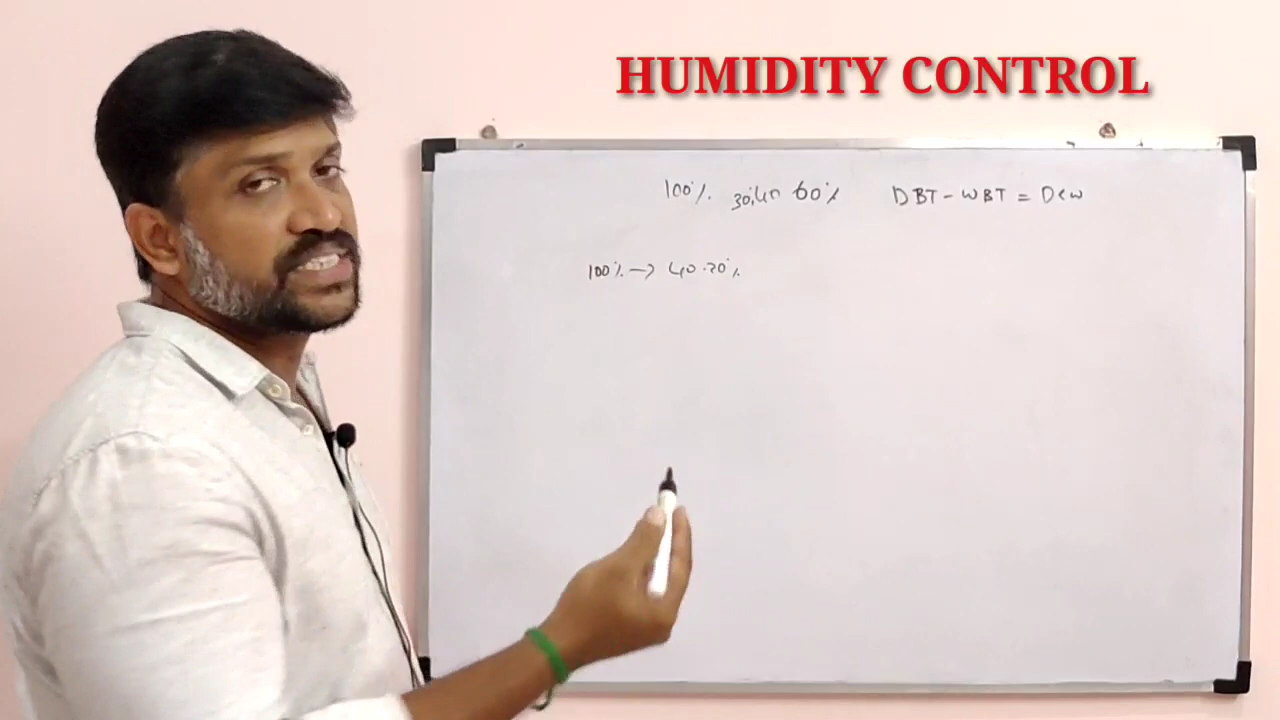 HUMIDITY CONTROL
100% 30,40 60% DBT - WBT = Dew
100% → 40-70%